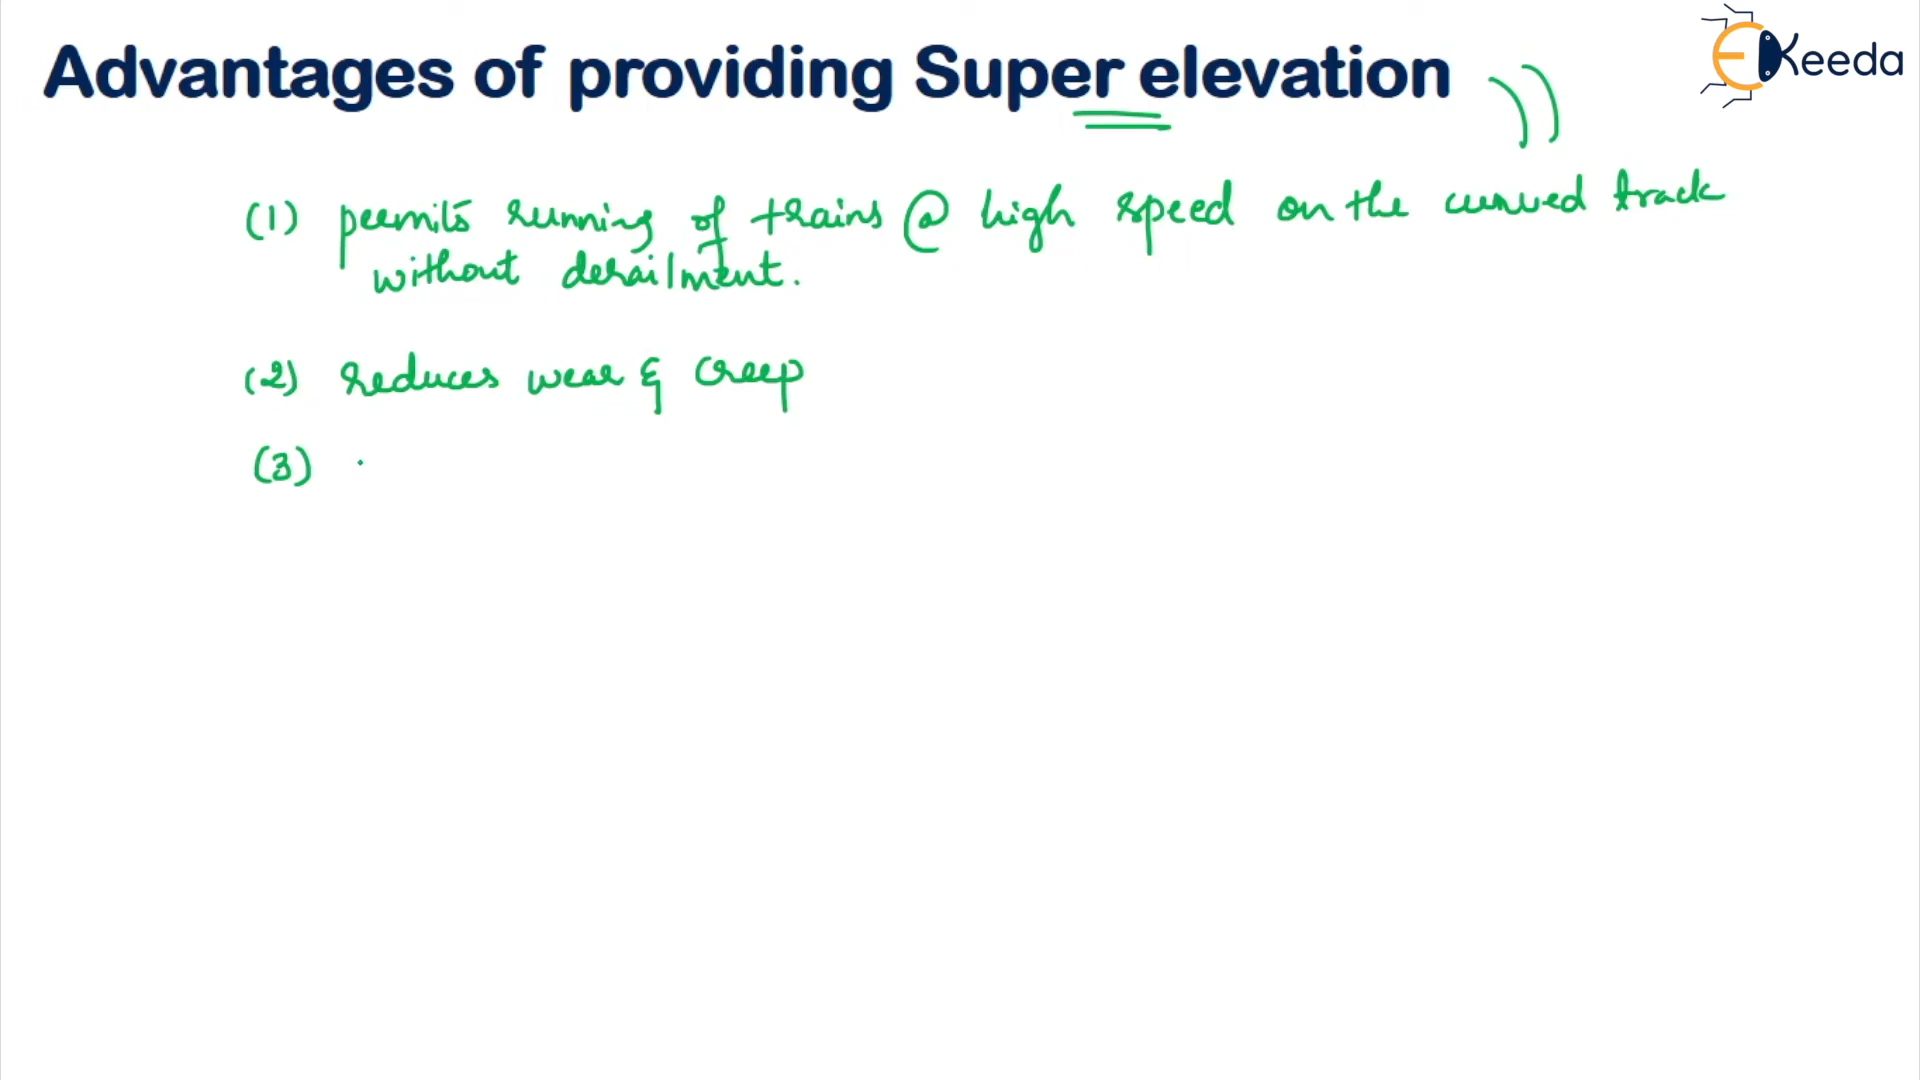 Advantages of providing Super elevation
EKeeda
(1) permits running of trains @ high speed on the curved track
without derailment.
(2) reduces wear & creep
(3)